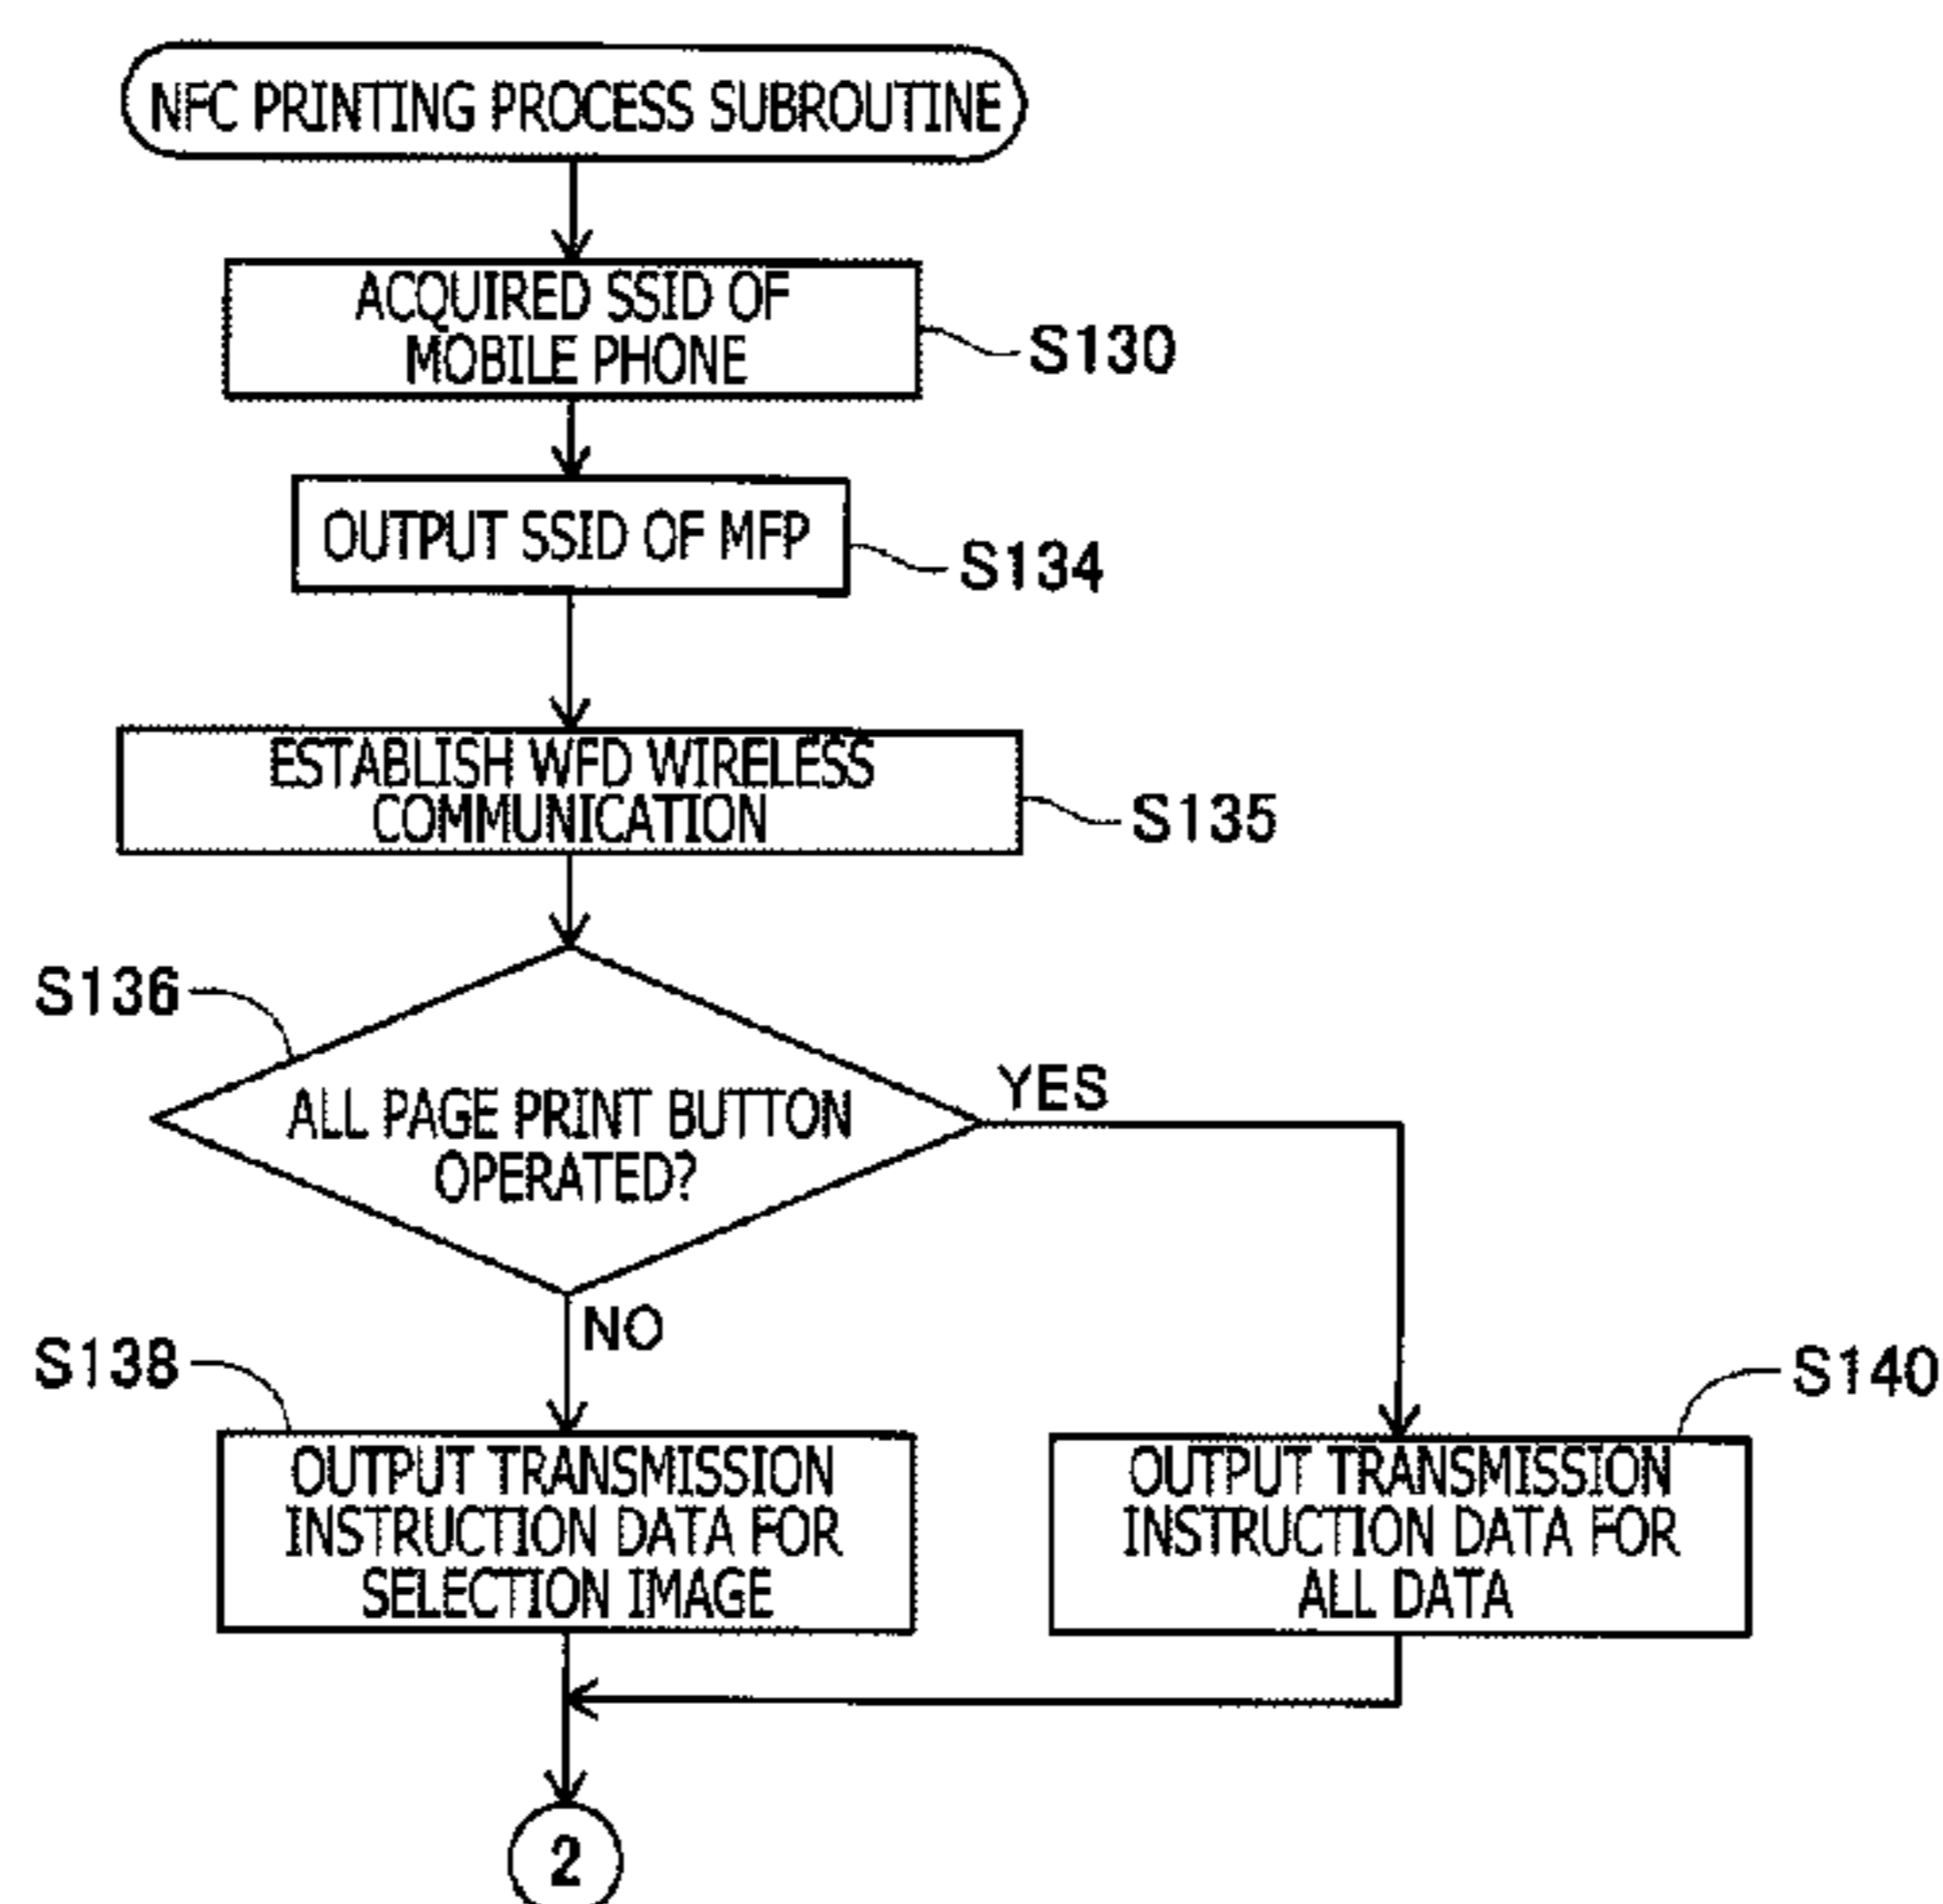 NFC PRINTING PROCESS SUBROUTINE
ACQUIRED SSID OF
MOBILE PHONE
S130
OUTPUT SSID OF MFP
S134
ESTABLISH WFD WIRELESS
COMMUNICATION
S135
S136
ALL PAGE PRINT BUTTON
OPERATED?
YES
NO
S138
OUTPUT TRANSMISSION
INSTRUCTION DATA FOR
SELECTION IMAGE
S140
OUTPUT TRANSMISSION
INSTRUCTION DATA FOR
ALL DATA
2